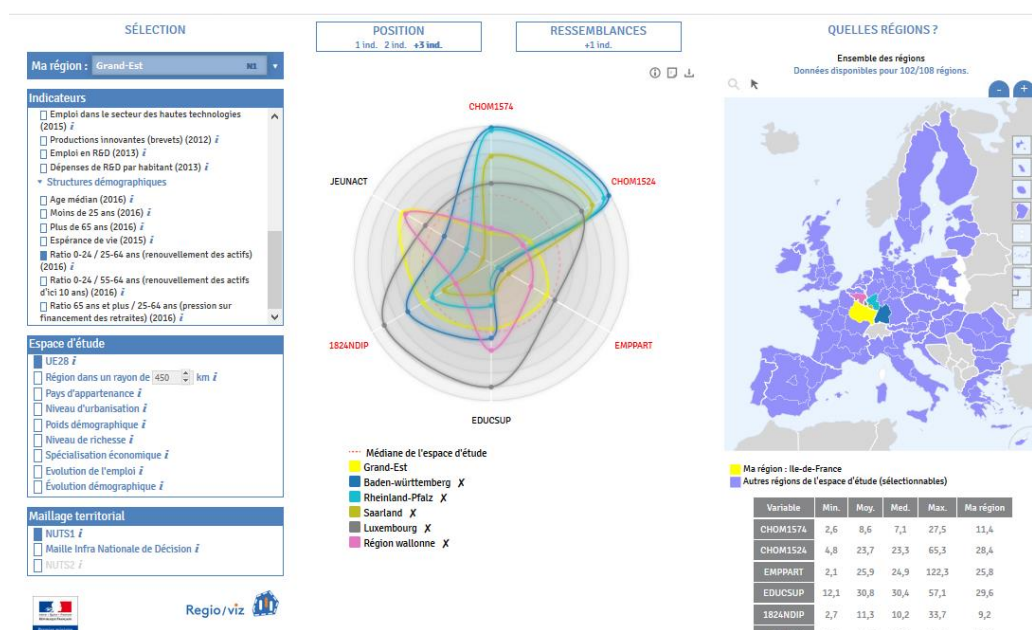 SÉLECTION
Ma région : Grand-Est N1
Indicateurs
Emploi dans le secteur des hautes technologies
(2015) i
Productions innovantes (brevets) (2012) i
Emploi en R&D (2013) i
Dépenses de R&D par habitant (2013) i
Structures démographiques
Age médian (2016) i
Moins de 25 ans (2016) i
Plus de 65 ans (2016) i
Espérance de vie (2015) i
Ratio 0-24 / 25-64 ans (renouvellement des actifs)
(2016) i
Ratio 0-24 / 55-64 ans (renouvellement des actifs
d'ici 10 ans) (2016) i
Ratio 65 ans et plus / 25-64 ans (pression sur
financement des retraites) (2016) i
Espace d'étude
UE28 i
Région dans un rayon de 450 km i
Pays d'appartenance i
Niveau d'urbanisation i
Poids démographique i
Niveau de richesse i
Spécialisation économique i
Evolution de l'emploi i
Évolution démographique i
Maillage territorial
NUTS1 i
Maille Infra Nationale de Décision i
NUTS2 i
Regio/viz
POSITION
1 ind. 2 ind. +3 ind.
RESSEMBLANCES
+1 ind.
CHOM1574
CHOM1524
EMPPART
EDUCSUP
1824NDIP
JEUNACT
Médiane de l'espace d'étude
Grand-Est
Baden-württemberg X
Rheinland-Pfalz X
Saarland X
Luxembourg X
Région wallonne X
QUELLES RÉGIONS ?
Ensemble des régions
Données disponibles pour 102/108 régions.
- +
Ma région : Ile-de-France
Autres régions de l'espace d'étude (sélectionnables)
Variable Min. Moy. Med. Max. Ma région
CHOM1574 2,6 8,6 7,1 27,5 11,4
CHOM1524 4,8 23,7 23,3 65,3 28,4
EMPPART 2,1 25,9 24,9 122,3 25,8
EDUCSUP 12,1 30,8 30,4 57,1 29,6
1824NDIP 2,7 11,3 10,2 33,7 9,2